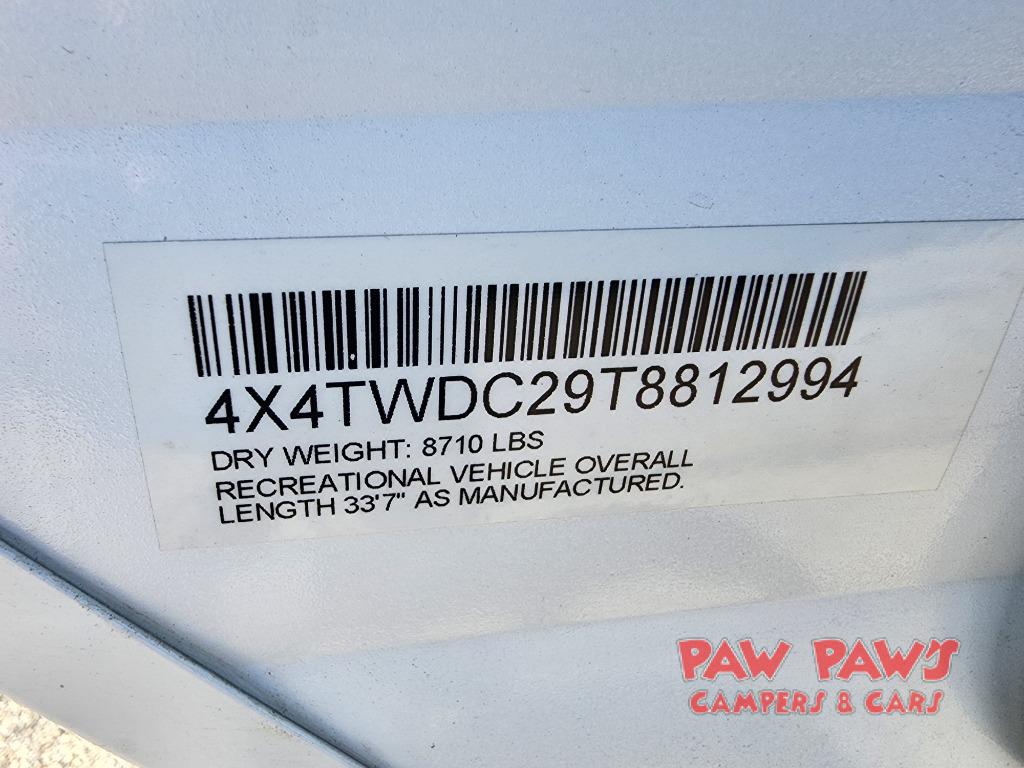 4X4TWDC29T8812994
DRY WEIGHT: 8710 LBS
RECREATIONAL VEHICLE OVERALL
LENGTH 33'7" AS MANUFACTURED.
PAW PAW'S
CAMPERS & CARS